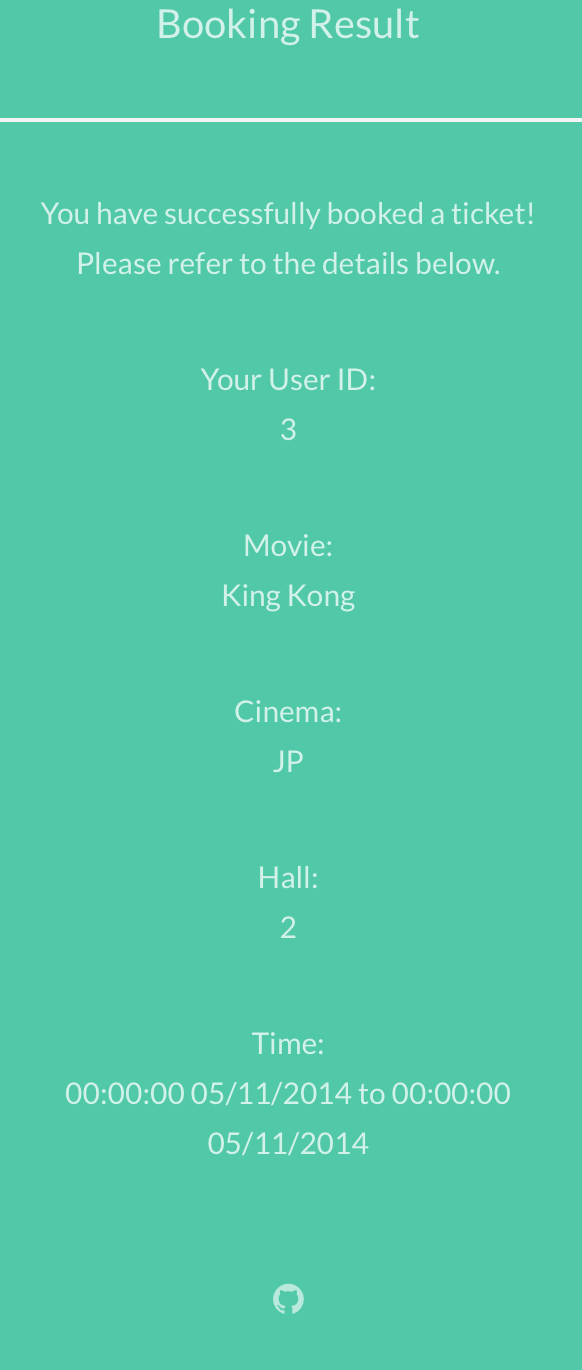 Booking Result
You have successfully booked a ticket!
Please refer to the details below.
Your User ID:
3
Movie:
King Kong
Cinema:
JP
Hall:
2
Time:
00:00:00 05/11/2014 to 00:00:00
05/11/2014